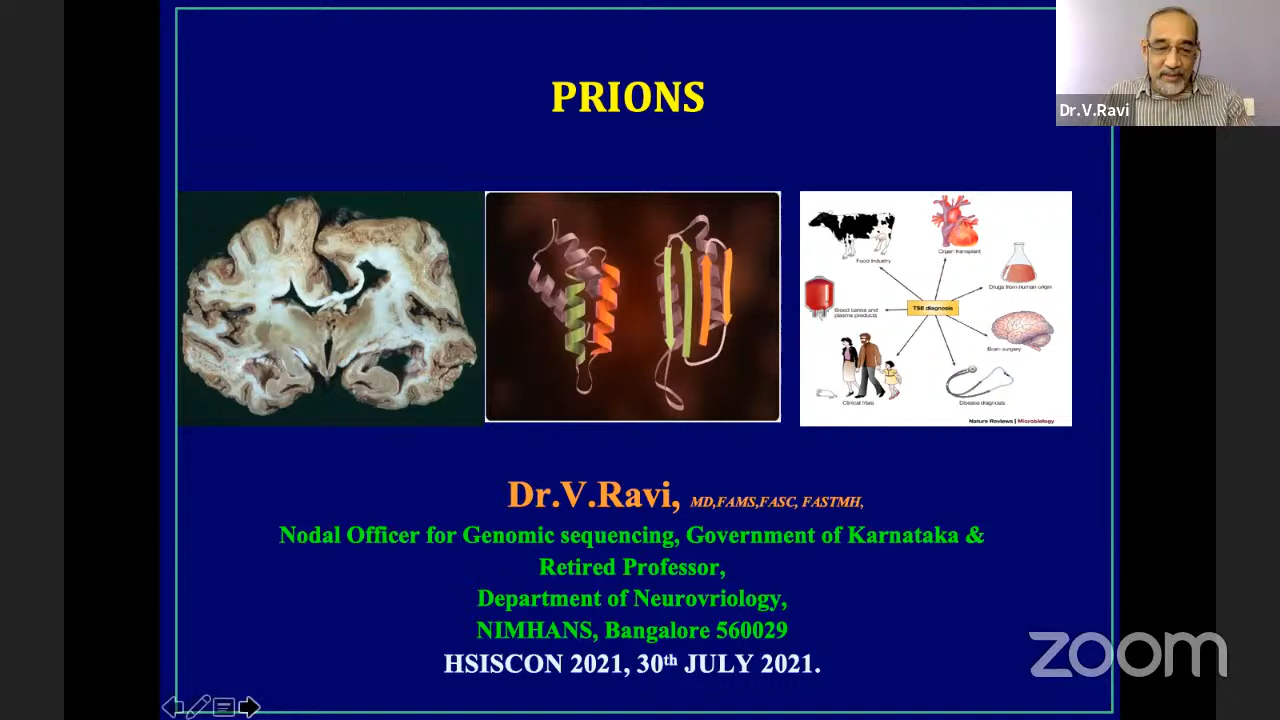 PRIONS
Dr.V.Ravi
Food industry
Organ transplant
Drugs from human origin
Blood banks and
plasma products
TSE diagnosis
Brain surgery
Clinical trials
Disease diagnosis
Nature Reviews | Microbiology
Dr.V.Ravi, MD,FAMS,FASC, FASTMH,
Nodal Officer for Genomic sequencing, Government of Karnataka &
Retired Professor,
Department of Neurovriology,
NIMHANS, Bangalore 560029
HSISCON 2021, 30th JULY 2021.
zoom